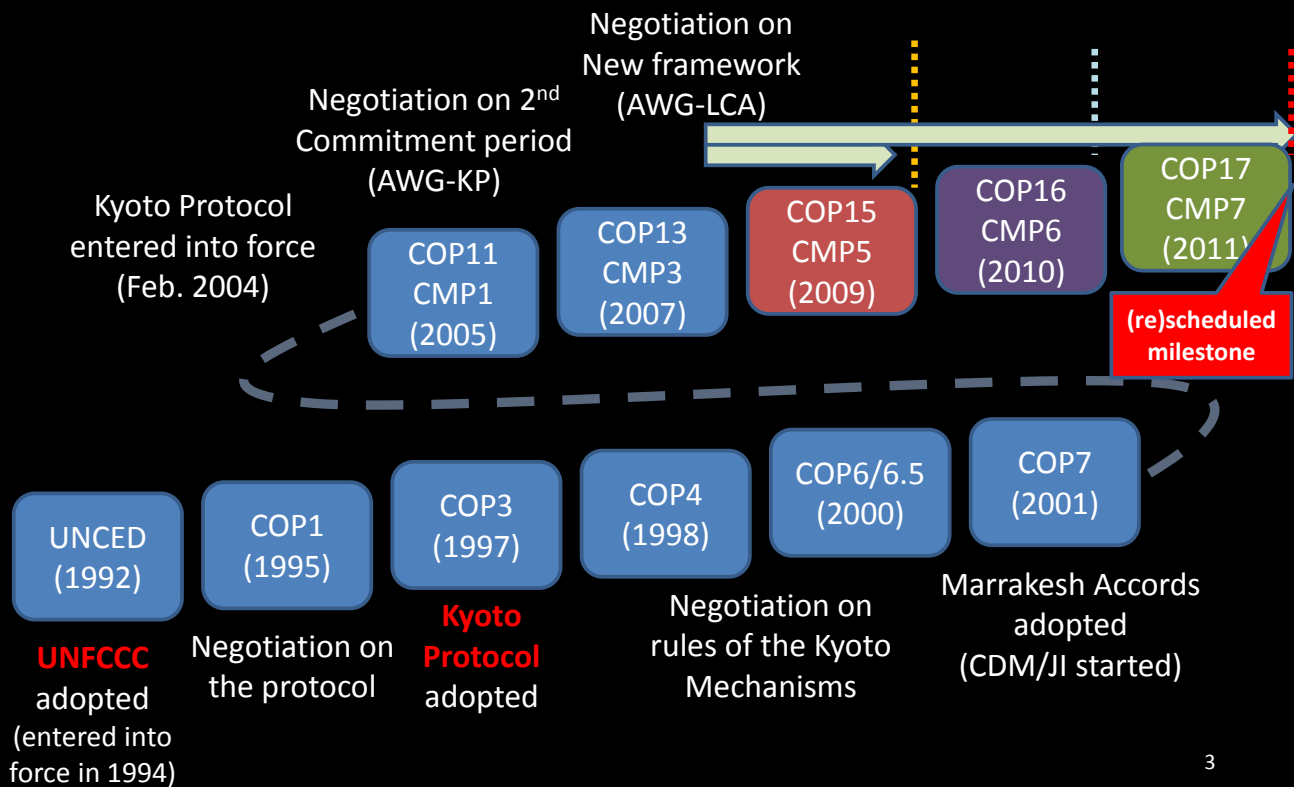 Negotiation on
New framework
(AWG-LCA)
Negotiation on 2nd
Commitment period
(AWG-KP)
Kyoto Protocol
entered into force
(Feb. 2004)
COP11
CMP1
(2005)
COP13
CMP3
(2007)
COP15
CMP5
(2009)
COP16
CMP6
(2010)
COP17
CMP7
(2011)
(re)scheduled
milestone
UNCED
(1992)
COP1
(1995)
COP3
(1997)
COP4
(1998)
COP6/6.5
(2000)
COP7
(2001)
UNFCCC
adopted
(entered into
force in 1994)
Negotiation on
the protocol
Kyoto
Protocol
adopted
Negotiation on
rules of the Kyoto
Mechanisms
Marrakesh Accords
adopted
(CDM/JI started)
3